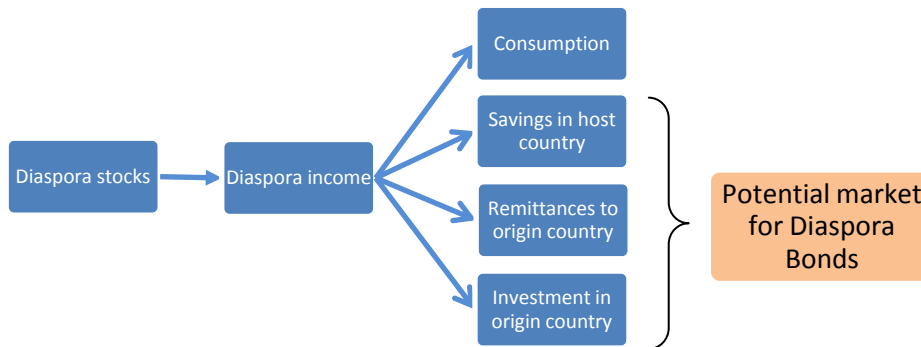 Consumption
Savings in host
country
Diaspora stocks
Diaspora income
Remittances to
origin country
Investment in
origin country
Potential market
for Diaspora
Bonds